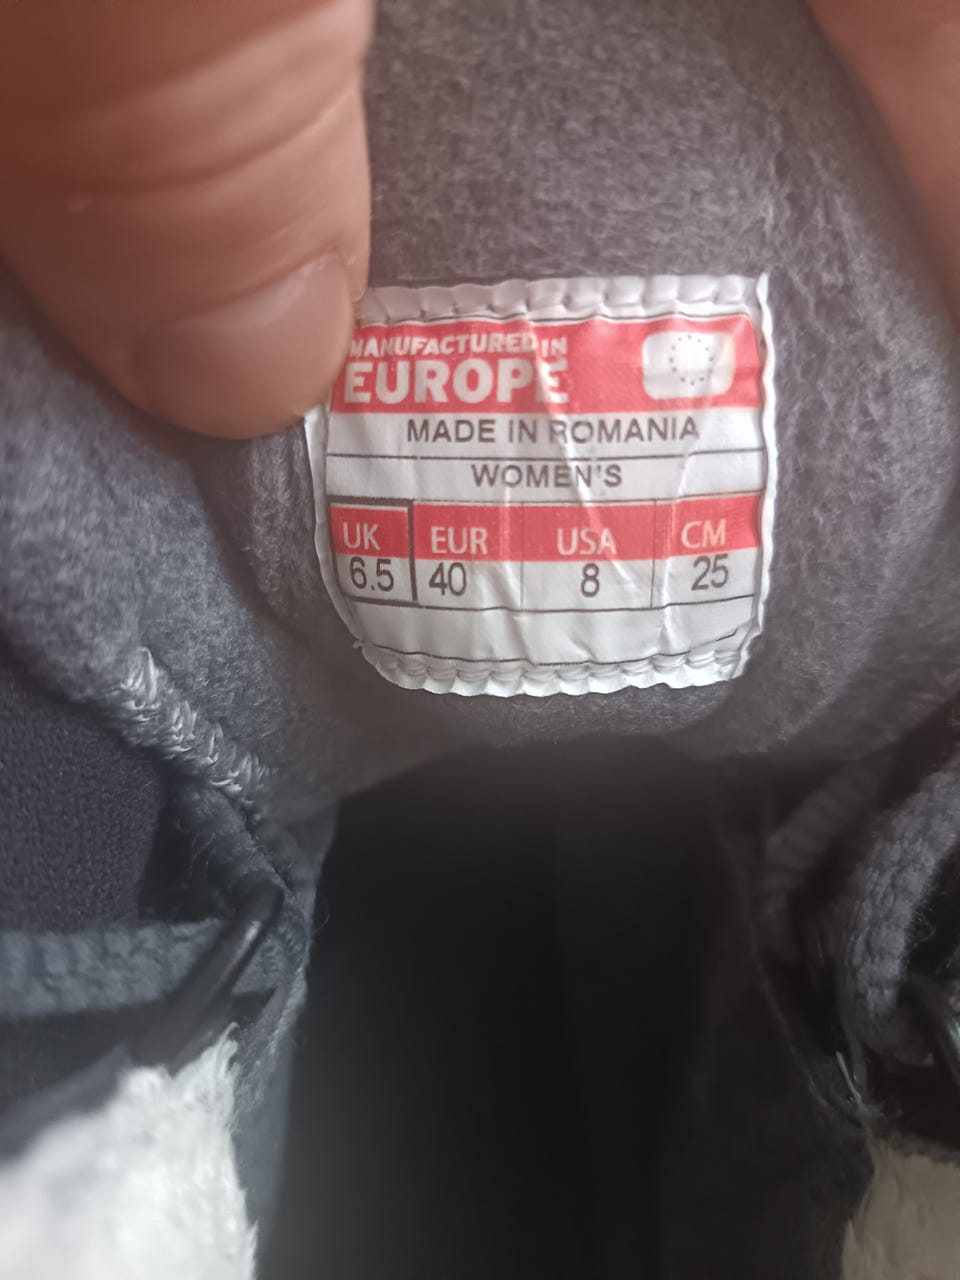 MANUFACTURED IN
EUROPE
MADE IN ROMANIA
WOMEN'S
UK EUR USA CM
6.5 40 8 25